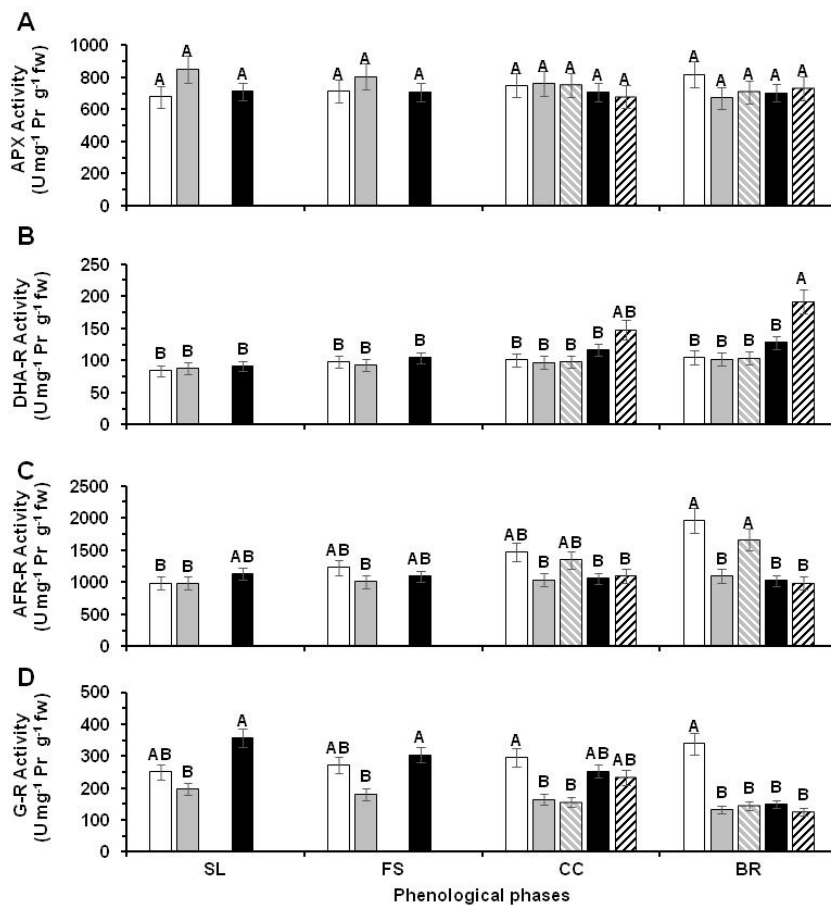 A
APX Activity
(U mg⁻¹ Pr g⁻¹ fw)
1000
800
600
400
200
0
A A A A A A A A A A A A A A A A
B
DHA-R Activity
(U mg⁻¹ Pr g⁻¹ fw)
250
200
150
100
50
0
B B B B B B B B B B AB B B B B A
C
AFR-R Activity
(U mg⁻¹ Pr g⁻¹ fw)
2500
2000
1500
1000
500
0
B B AB AB B AB AB B AB B B A B A B B
D
G-R Activity
(U mg⁻¹ Pr g⁻¹ fw)
500
400
300
200
100
0
AB B A AB B A A B B AB AB A B B B B
SL FS CC BR
Phenological phases